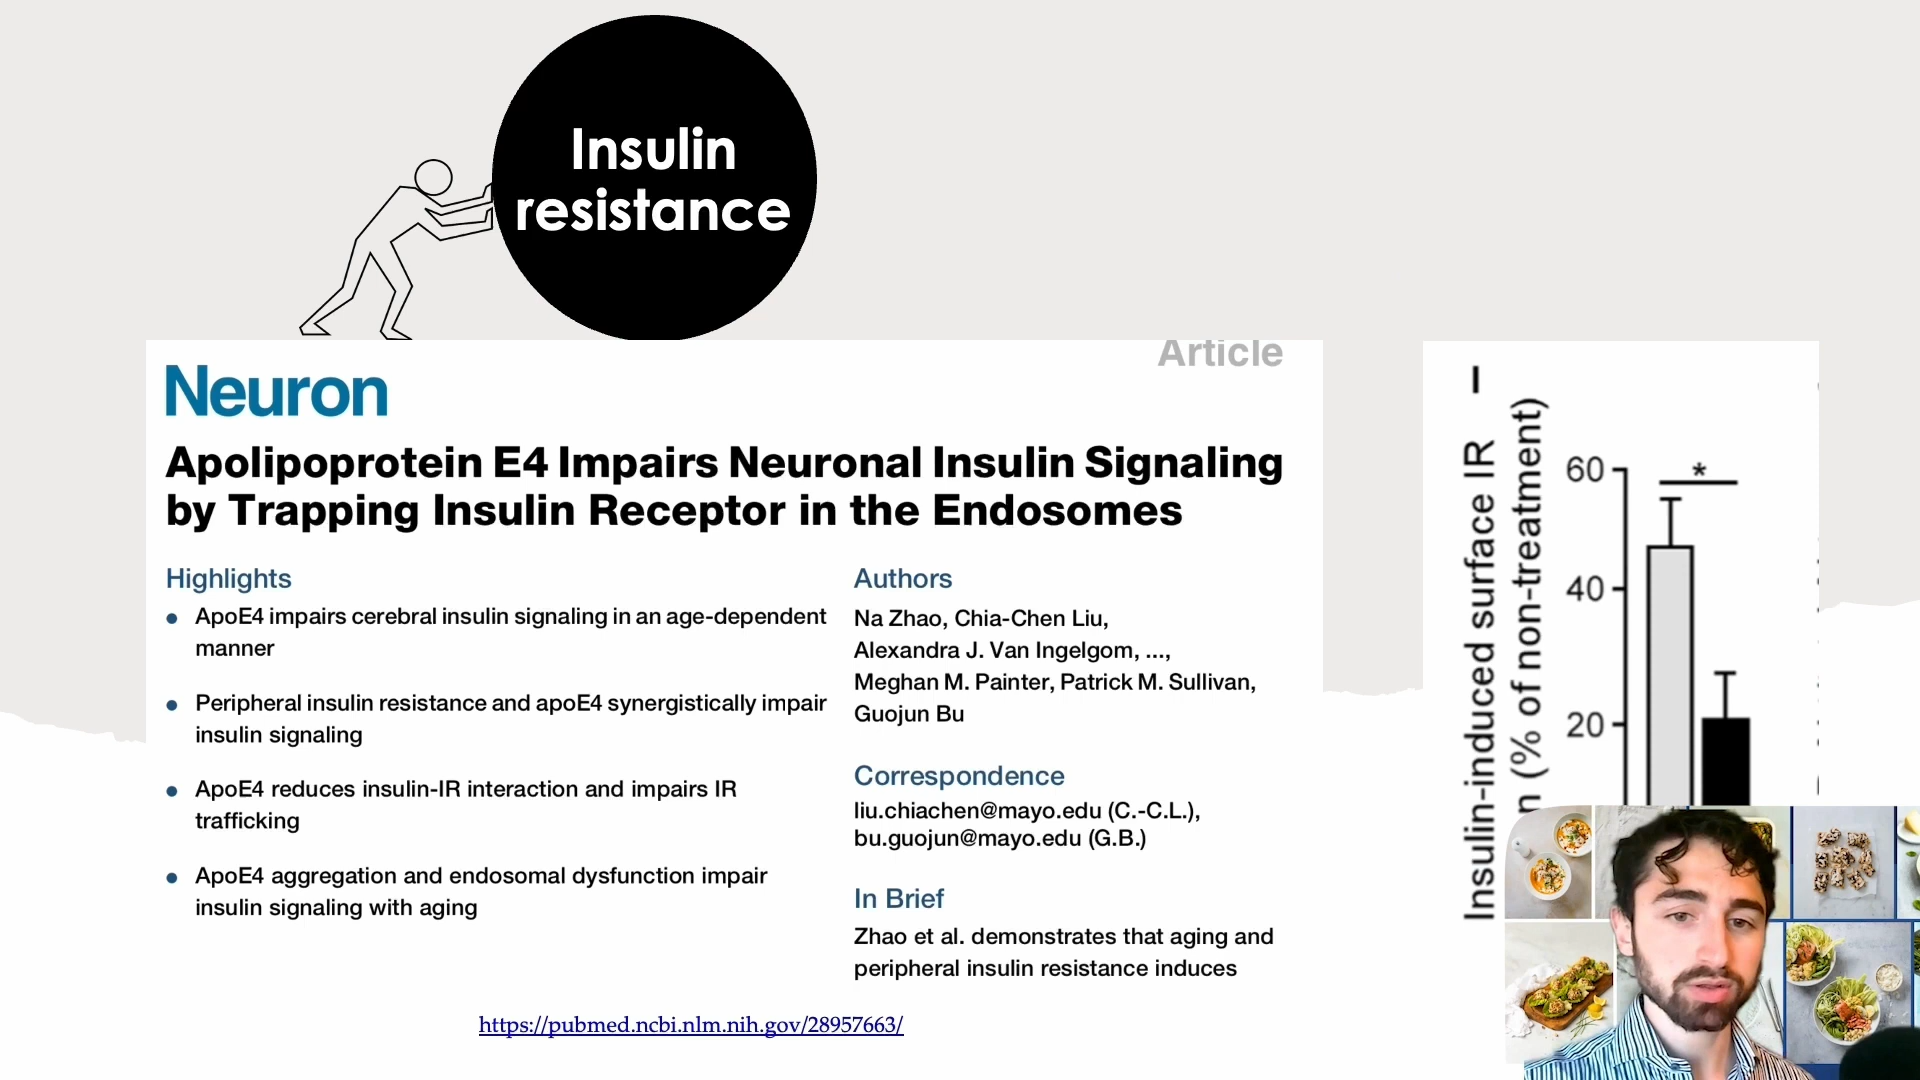 Insulin
resistance
Article
Neuron
Apolipoprotein E4 Impairs Neuronal Insulin Signaling
by Trapping Insulin Receptor in the Endosomes
Highlights
• ApoE4 impairs cerebral insulin signaling in an age-dependent
manner
• Peripheral insulin resistance and apoE4 synergistically impair
insulin signaling
• ApoE4 reduces insulin-IR interaction and impairs IR
trafficking
• ApoE4 aggregation and endosomal dysfunction impair
insulin signaling with aging
Authors
Na Zhao, Chia-Chen Liu,
Alexandra J. Van Ingelgom, ...,
Meghan M. Painter, Patrick M. Sullivan,
Guojun Bu
Correspondence
liu.chiachen@mayo.edu (C.-C.L.),
bu.guojun@mayo.edu (G.B.)
In Brief
Zhao et al. demonstrates that aging and
peripheral insulin resistance induces
https://pubmed.ncbi.nlm.nih.gov/28957663/
I
Insulin-induced surface IR
(% of non-treatment)
60
*
40
20